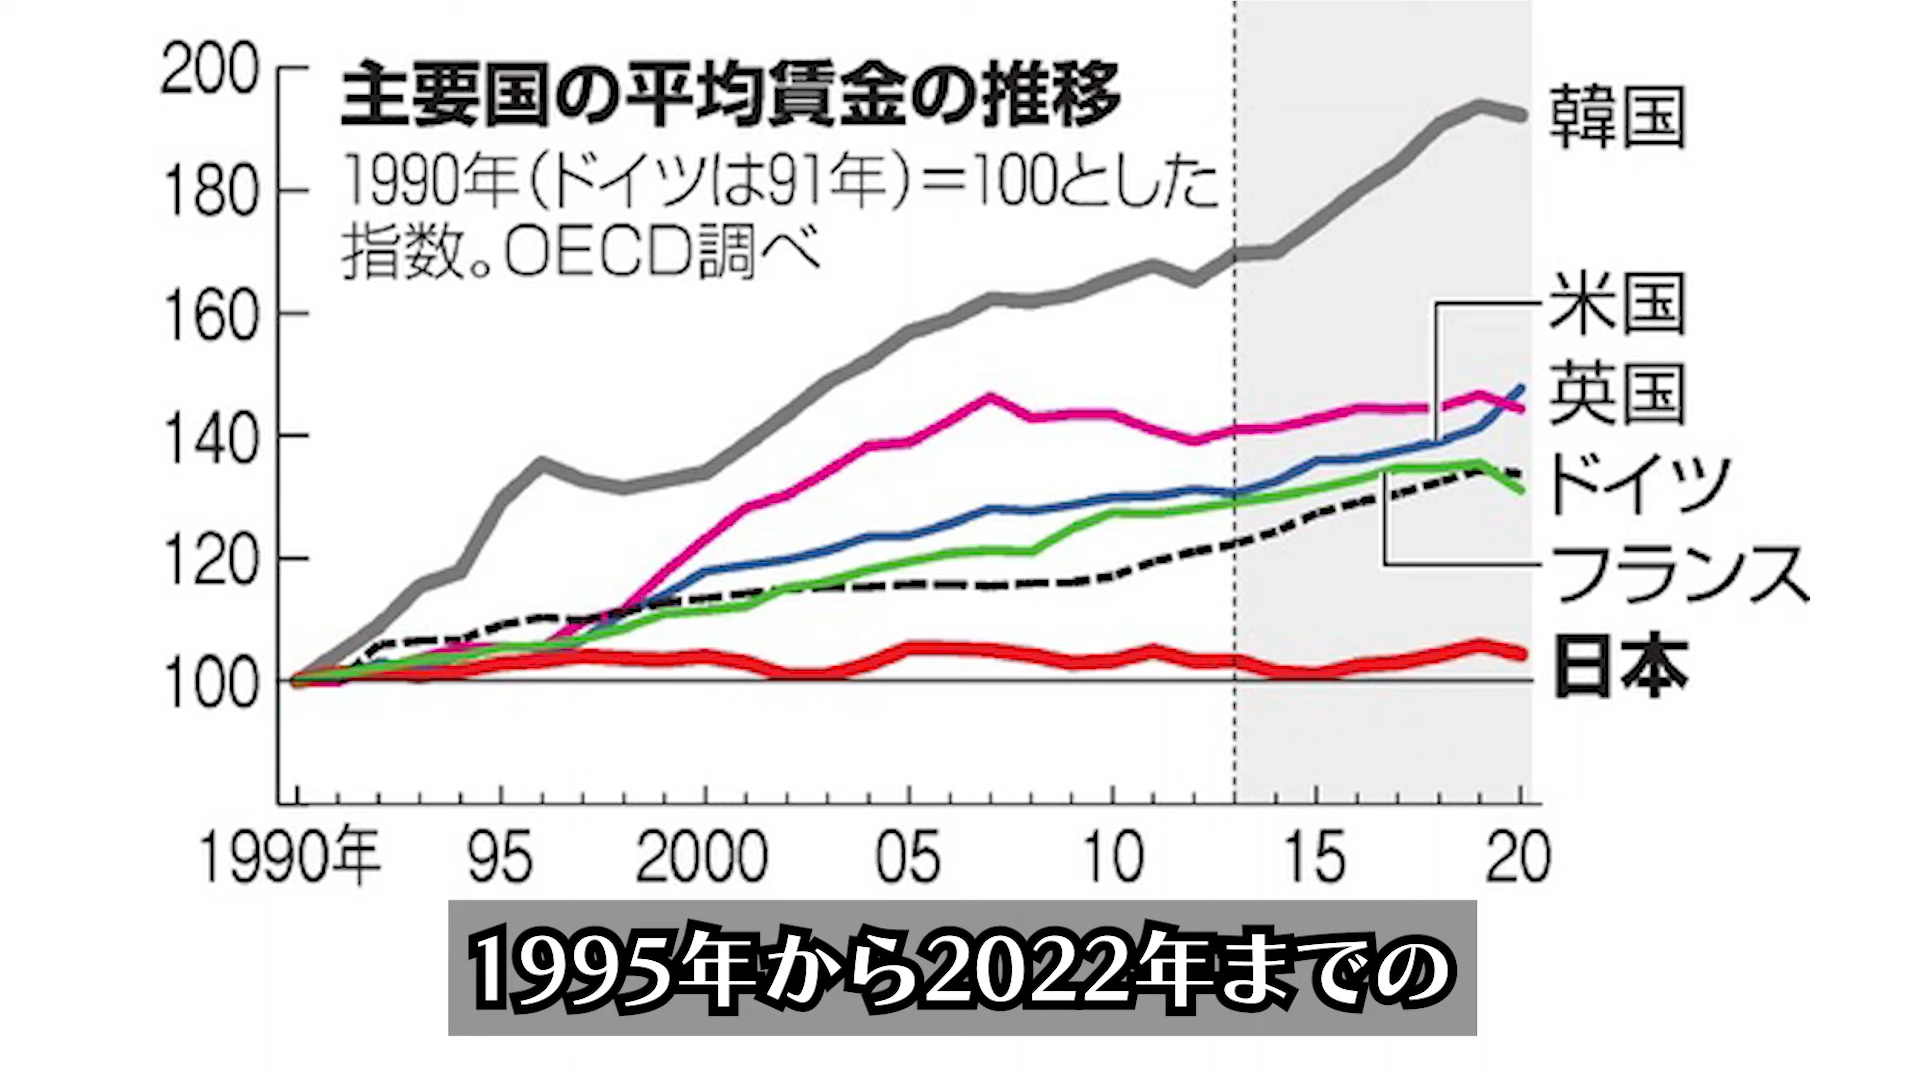 主要国の平均賃金の推移
1990年(ドイツは91年)=100とした
指数。OECD調べ
200
180
160
140
120
100
韓国
米国
英国
ドイツ
フランス
日本
1990年 95 2000 05 10 15 20
1995年から2022年までの